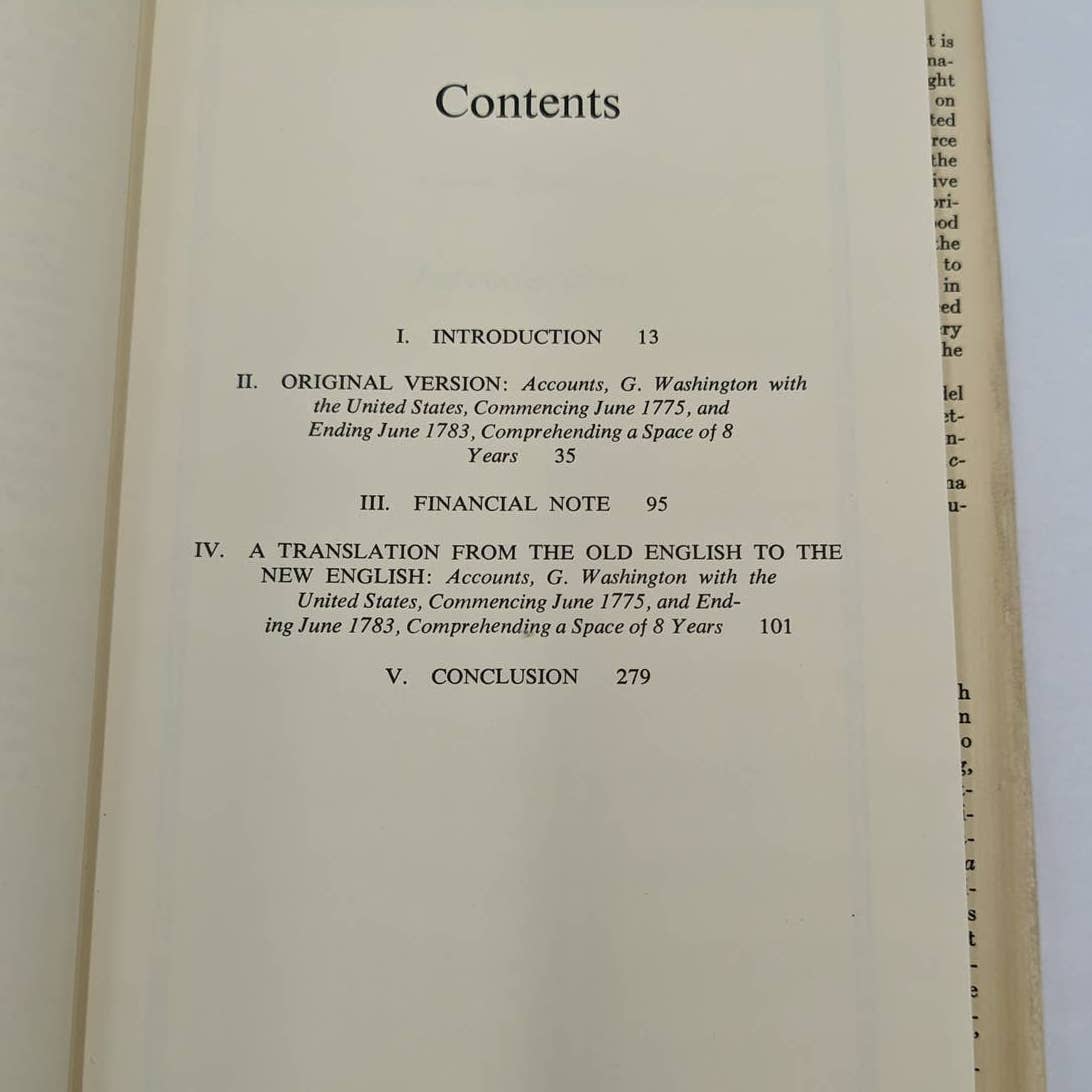 Contents
I. INTRODUCTION 13
II. ORIGINAL VERSION: Accounts, G. Washington with
the United States, Commencing June 1775, and
Ending June 1783, Comprehending a Space of 8
Years 35
III. FINANCIAL NOTE 95
IV. A TRANSLATION FROM THE OLD ENGLISH TO THE
NEW ENGLISH: Accounts, G. Washington with the
United States, Commencing June 1775, and End-
ing June 1783, Comprehending a Space of 8 Years 101
V. CONCLUSION 279